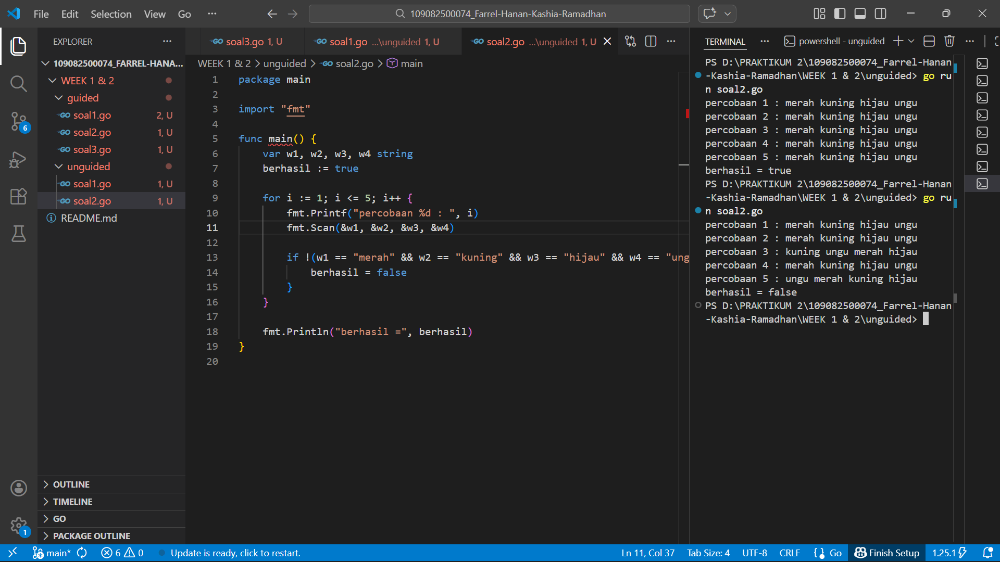 File Edit Selection View Go ···
109082500074_Farrel-Hanan-Kashia-Ramadhan
EXPLORER ···
109082500074_FARREL-HANA...
WEEK 1 & 2
guided
soal1.go 2, U
soal2.go 1, U
soal3.go 1, U
unguided
soal1.go 1, U
soal2.go 1, U
README.md
OUTLINE
TIMELINE
GO
PACKAGE OUTLINE
6
1
GO soal3.go 1, U
GO soal1.go ...\unguided 1, U
GO soal2.go ...\unguided 1, U
WEEK 1 & 2 > unguided > GO soal2.go > main
1 package main
2
3 import "fmt"
4
5 func main() {
6 var w1, w2, w3, w4 string
7 berhasil := true
8
9 for i := 1; i <= 5; i++ {
10 fmt.Printf("percobaan %d : ", i)
11 fmt.Scan(&w1, &w2, &w3, &w4)
12
13 if !(w1 == "merah" && w2 == "kuning" && w3 == "hijau" && w4 == "ung
14 berhasil = false
15 }
16 }
17
18 fmt.Println("berhasil =", berhasil)
19 }
20
TERMINAL ··· powershell - unguided
PS D:\PRAKTIKUM 2\109082500074_Farrel-Hanan
-Kashia-Ramadhan\WEEK 1 & 2\unguided> go ru
n soal2.go
percobaan 1 : merah kuning hijau ungu
percobaan 2 : merah kuning hijau ungu
percobaan 3 : merah kuning hijau ungu
percobaan 4 : merah kuning hijau ungu
percobaan 5 : merah kuning hijau ungu
berhasil = true
PS D:\PRAKTIKUM 2\109082500074_Farrel-Hanan
-Kashia-Ramadhan\WEEK 1 & 2\unguided> go ru
n soal2.go
percobaan 1 : merah kuning hijau ungu
percobaan 2 : merah kuning hijau ungu
percobaan 3 : kuning ungu merah hijau
percobaan 4 : merah kuning hijau ungu
percobaan 5 : ungu merah kuning hijau
berhasil = false
PS D:\PRAKTIKUM 2\109082500074_Farrel-Hanan
-Kashia-Ramadhan\WEEK 1 & 2\unguided>
main* 6 0 Update is ready, click to restart. Ln 11, Col 37 Tab Size: 4 UTF-8 CRLF {} Go Finish Setup 1.25.1